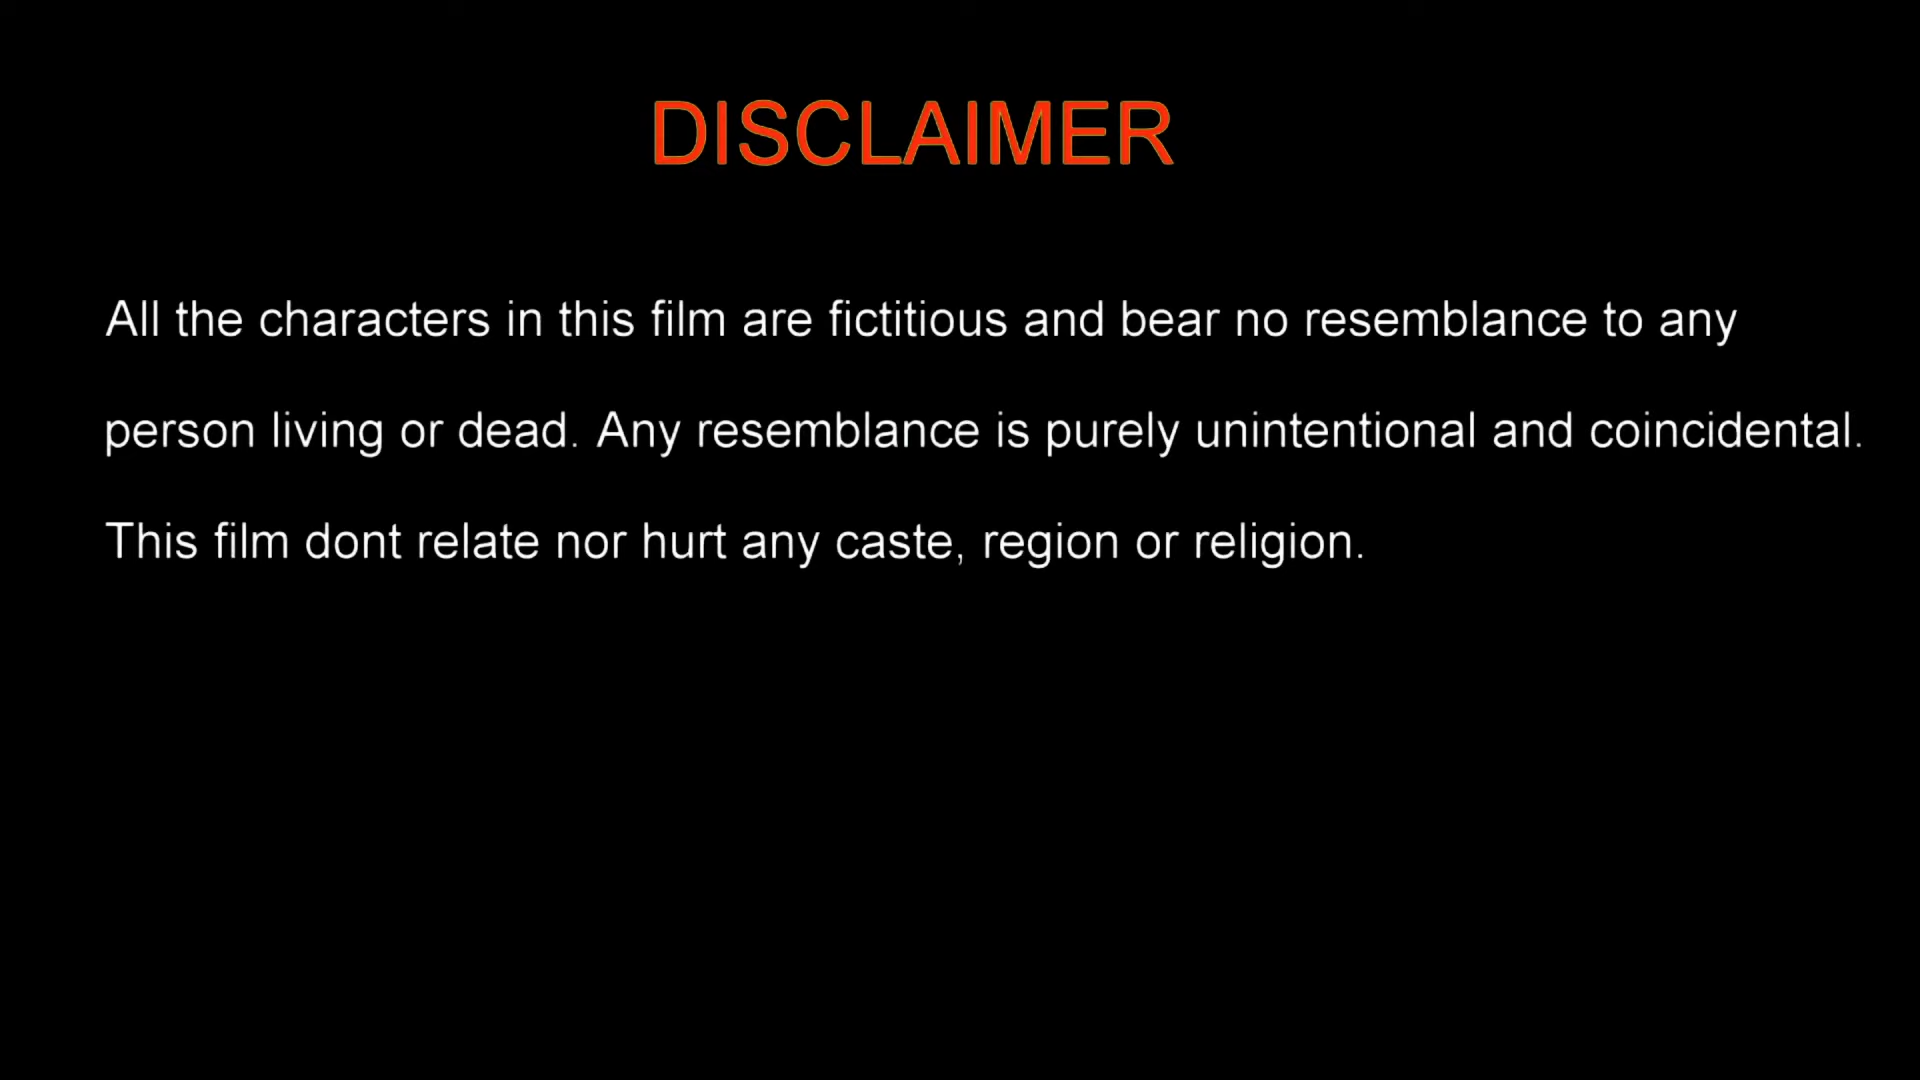 DISCLAIMER
All the characters in this film are fictitious and bear no resemblance to any
person living or dead. Any resemblance is purely unintentional and coincidental.
This film dont relate nor hurt any caste, region or religion.